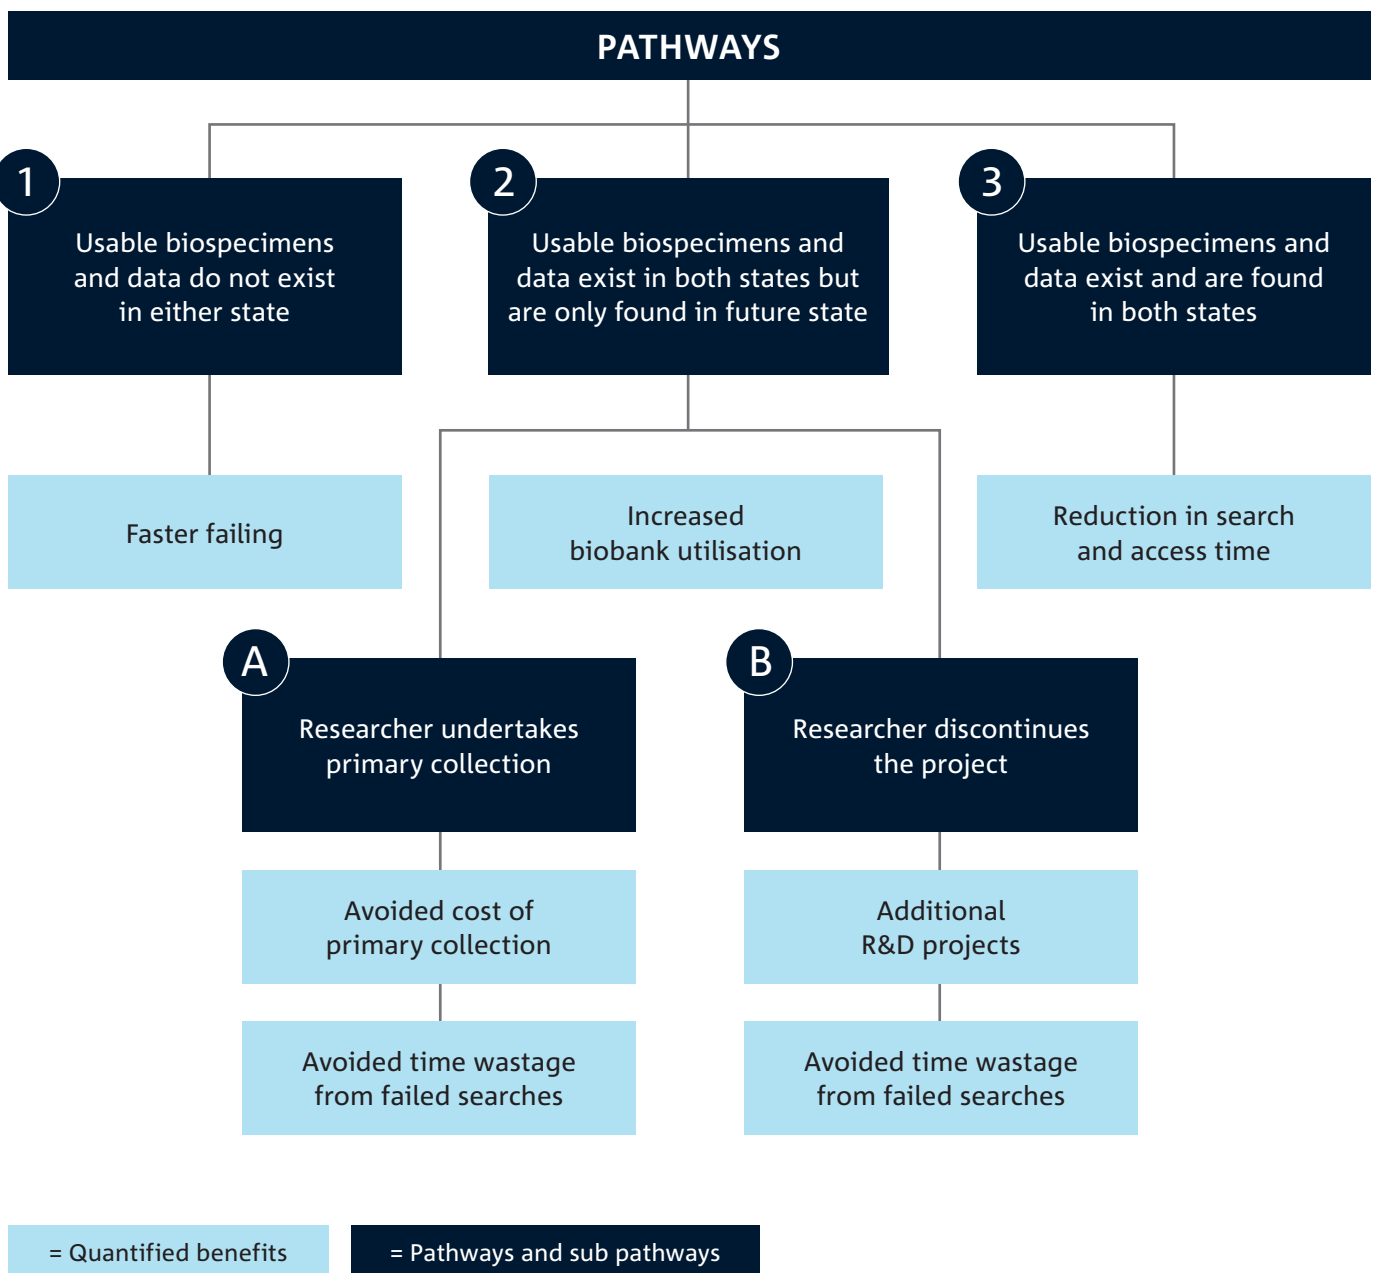 PATHWAYS
1
Usable biospecimens
and data do not exist
in either state
2
Usable biospecimens and
data exist in both states but
are only found in future state
3
Usable biospecimens and
data exist and are found
in both states
Faster failing
Increased
biobank utilisation
Reduction in search
and access time
A
Researcher undertakes
primary collection
B
Researcher discontinues
the project
Avoided cost of
primary collection
Additional
R&D projects
Avoided time wastage
from failed searches
Avoided time wastage
from failed searches
= Quantified benefits
= Pathways and sub pathways